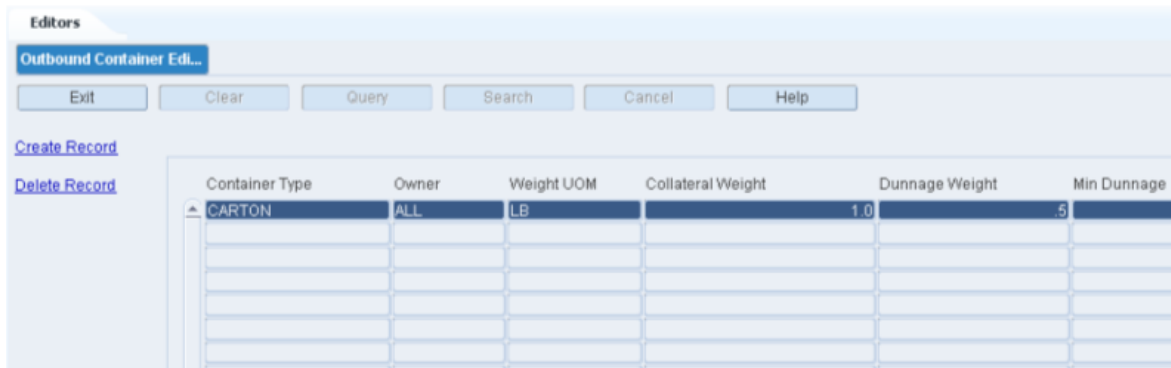 Editors
Outbound Container Edi...
Exit Clear Query Search Cancel Help
Create Record
Delete Record
Container Type Owner Weight UOM Collateral Weight Dunnage Weight Min Dunnage
CARTON ALL LB 1.0 .5